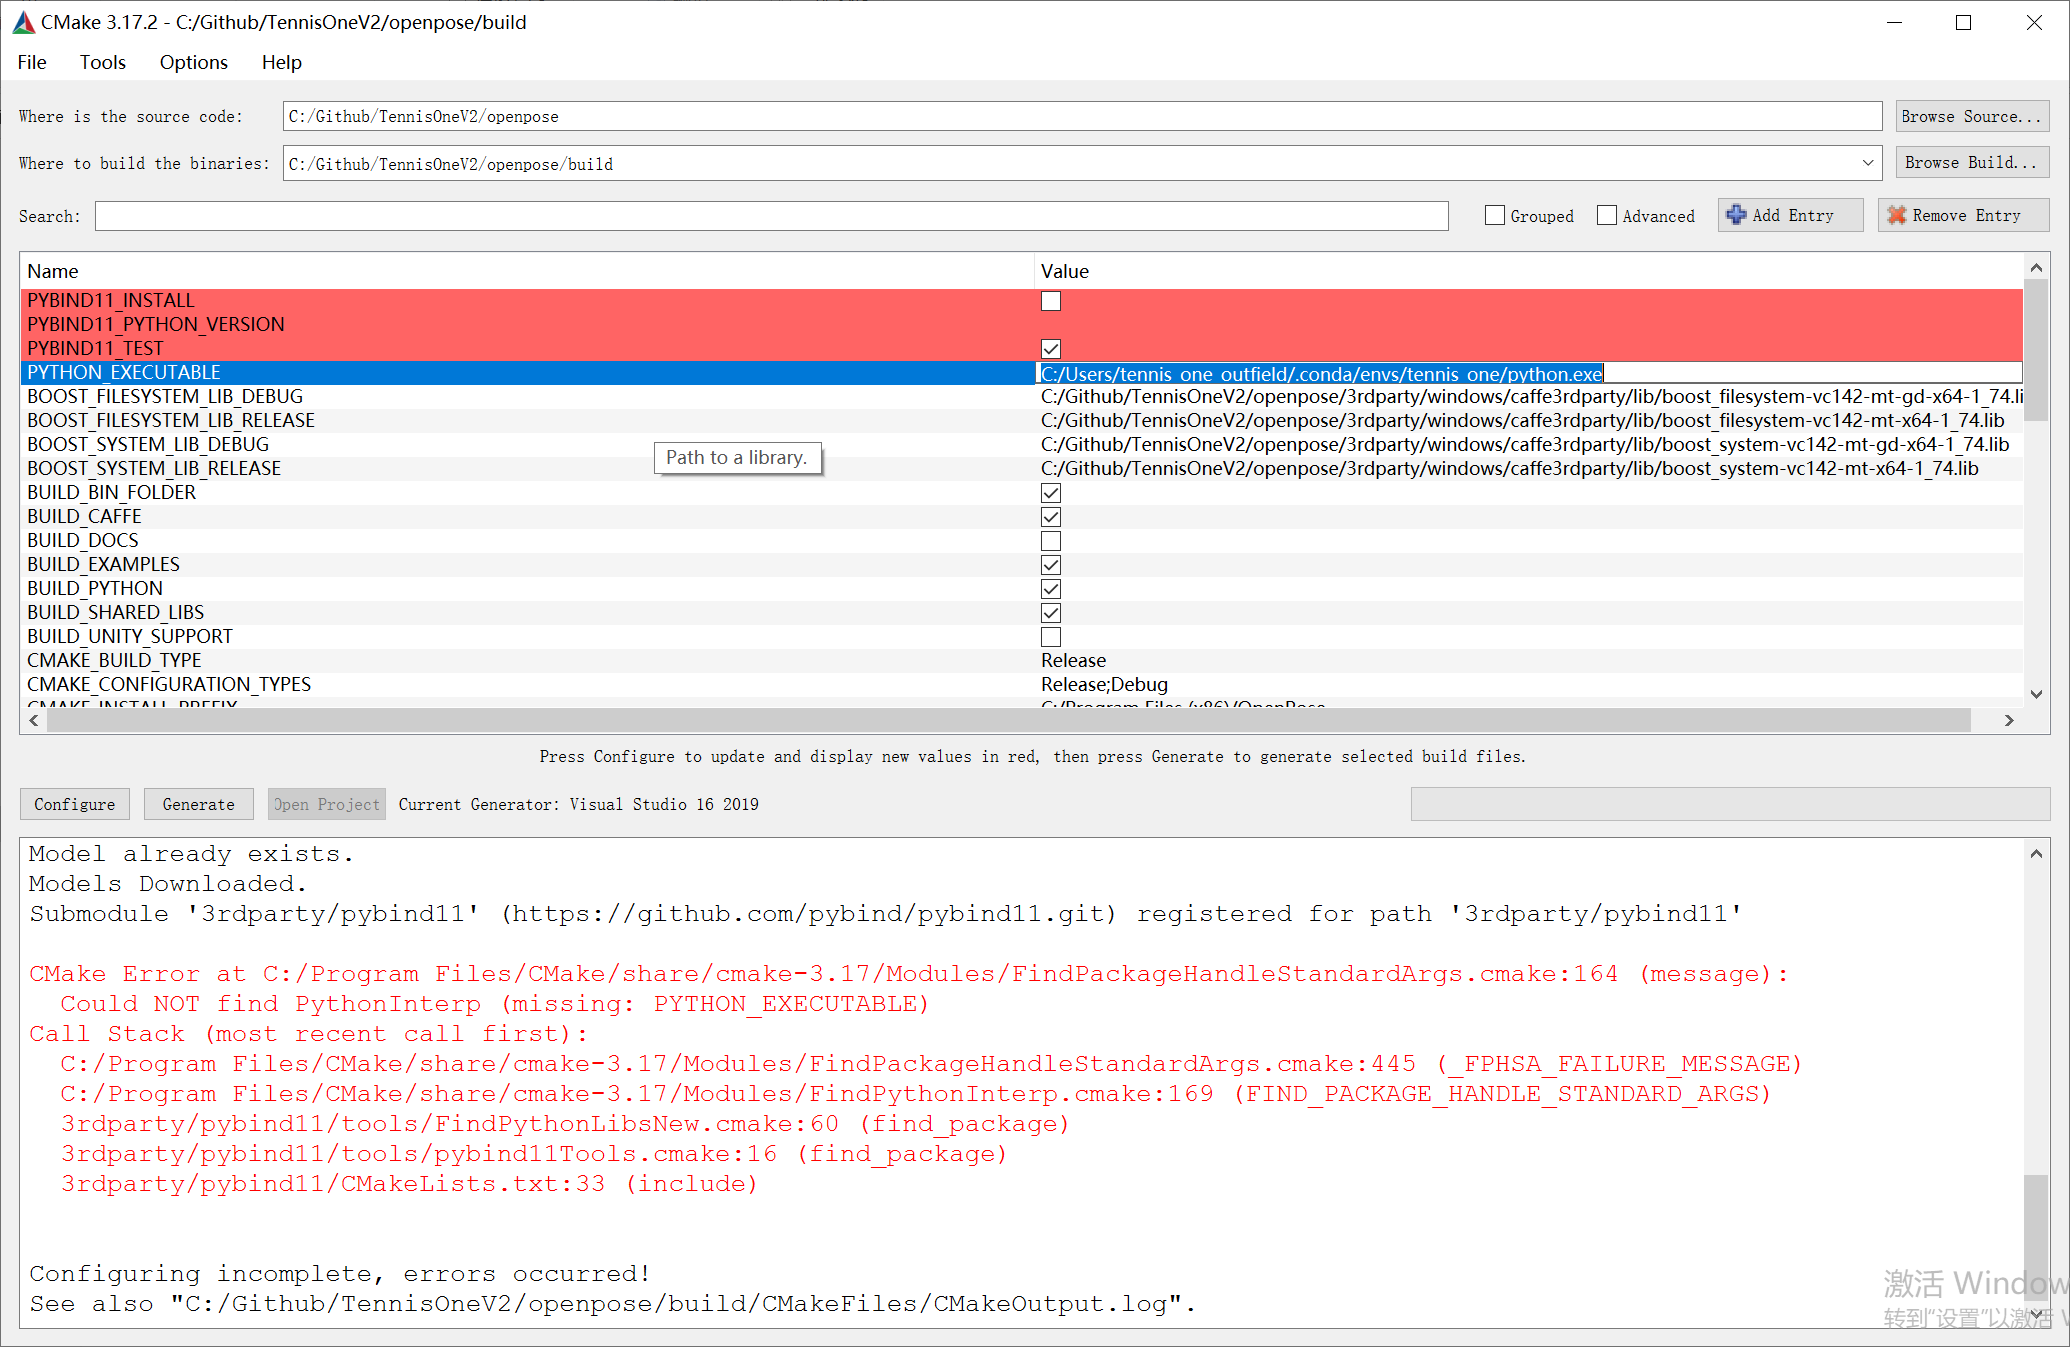 CMake 3.17.2 - C:/Github/TennisOneV2/openpose/build
File Tools Options Help
Where is the source code: C:/Github/TennisOneV2/openpose Browse Source...
Where to build the binaries: C:/Github/TennisOneV2/openpose/build Browse Build...
Search: Grouped Advanced Add Entry Remove Entry
Name Value
PYBIND11_INSTALL
PYBIND11_PYTHON_VERSION
PYBIND11_TEST
PYTHON_EXECUTABLE C:/Users/tennis_one_outfield/.conda/envs/tennis_one/python.exe
BOOST_FILESYSTEM_LIB_DEBUG C:/Github/TennisOneV2/openpose/3rdparty/windows/caffe3rdparty/lib/boost_filesystem-vc142-mt-gd-x64-1_74.li
BOOST_FILESYSTEM_LIB_RELEASE C:/Github/TennisOneV2/openpose/3rdparty/windows/caffe3rdparty/lib/boost_filesystem-vc142-mt-x64-1_74.lib
BOOST_SYSTEM_LIB_DEBUG C:/Github/TennisOneV2/openpose/3rdparty/windows/caffe3rdparty/lib/boost_system-vc142-mt-gd-x64-1_74.lib
Path to a library.
BOOST_SYSTEM_LIB_RELEASE C:/Github/TennisOneV2/openpose/3rdparty/windows/caffe3rdparty/lib/boost_system-vc142-mt-x64-1_74.lib
BUILD_BIN_FOLDER
BUILD_CAFFE
BUILD_DOCS
BUILD_EXAMPLES
BUILD_PYTHON
BUILD_SHARED_LIBS
BUILD_UNITY_SUPPORT
CMAKE_BUILD_TYPE Release
CMAKE_CONFIGURATION_TYPES Release;Debug
CMAKE_INSTALL_PREFIX C:/Program Files (x86)/OpenPose
Press Configure to update and display new values in red, then press Generate to generate selected build files.
Configure Generate Open Project Current Generator: Visual Studio 16 2019
Model already exists.
Models Downloaded.
Submodule '3rdparty/pybind11' (https://github.com/pybind/pybind11.git) registered for path '3rdparty/pybind11'
CMake Error at C:/Program Files/CMake/share/cmake-3.17/Modules/FindPackageHandleStandardArgs.cmake:164 (message):
Could NOT find PythonInterp (missing: PYTHON_EXECUTABLE)
Call Stack (most recent call first):
C:/Program Files/CMake/share/cmake-3.17/Modules/FindPackageHandleStandardArgs.cmake:445 (_FPHSA_FAILURE_MESSAGE)
C:/Program Files/CMake/share/cmake-3.17/Modules/FindPythonInterp.cmake:169 (FIND_PACKAGE_HANDLE_STANDARD_ARGS)
3rdparty/pybind11/tools/FindPythonLibsNew.cmake:60 (find_package)
3rdparty/pybind11/tools/pybind11Tools.cmake:16 (find_package)
3rdparty/pybind11/CMakeLists.txt:33 (include)
Configuring incomplete, errors occurred!
See also "C:/Github/TennisOneV2/openpose/build/CMakeFiles/CMakeOutput.log".
激活 Window
转到"设置"以激活